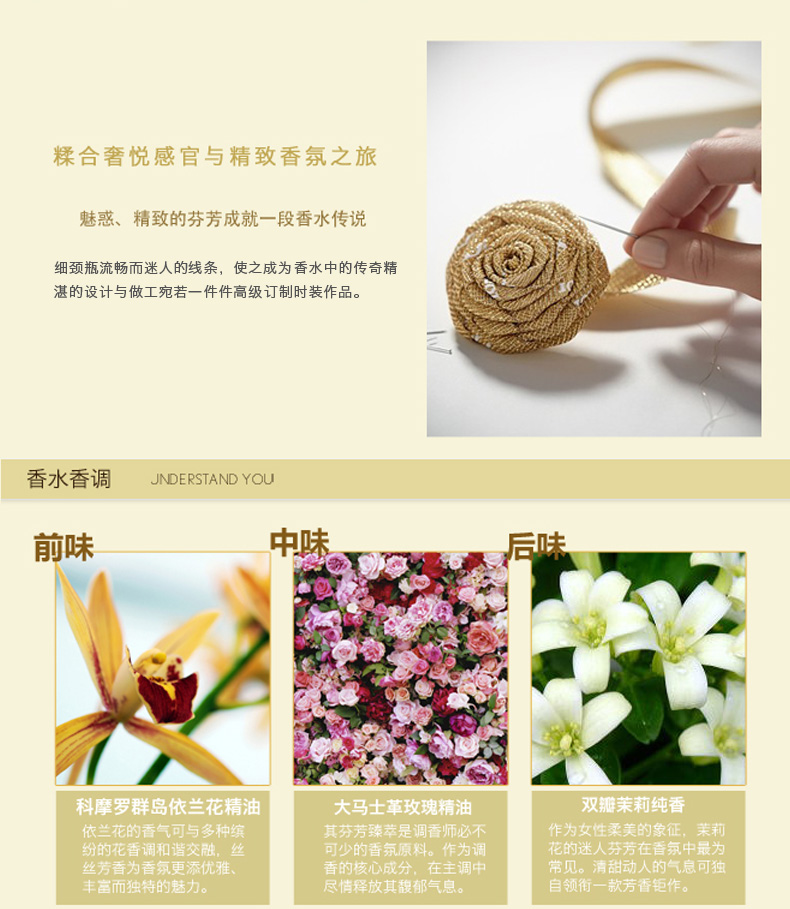 糅合奢悦感官与精致香氛之旅
魅惑、精致的芬芳成就一段香水传说
细颈瓶流畅而迷人的线条，使之成为香水中的传奇精
湛的设计与做工宛若一件件高级订制时装作品。
香水香调
JNDERSTAND YOU
前味
中味
后味
科摩罗群岛依兰花精油
依兰花的香气可与多种缤
纷的花香调和谐交融，丝
丝芳香为香氛更添优雅、
丰富而独特的魅力。
大马士革玫瑰精油
其芬芳臻萃是调香师必不
可少的香氛原料。作为调
香的核心成分，在主调中
尽情释放其馥郁气息。
双瓣茉莉纯香
作为女性柔美的象征，茉莉
花的迷人芬芳在香氛中最为
常见。清甜动人的气息可独
自领衔一款芳香钜作。